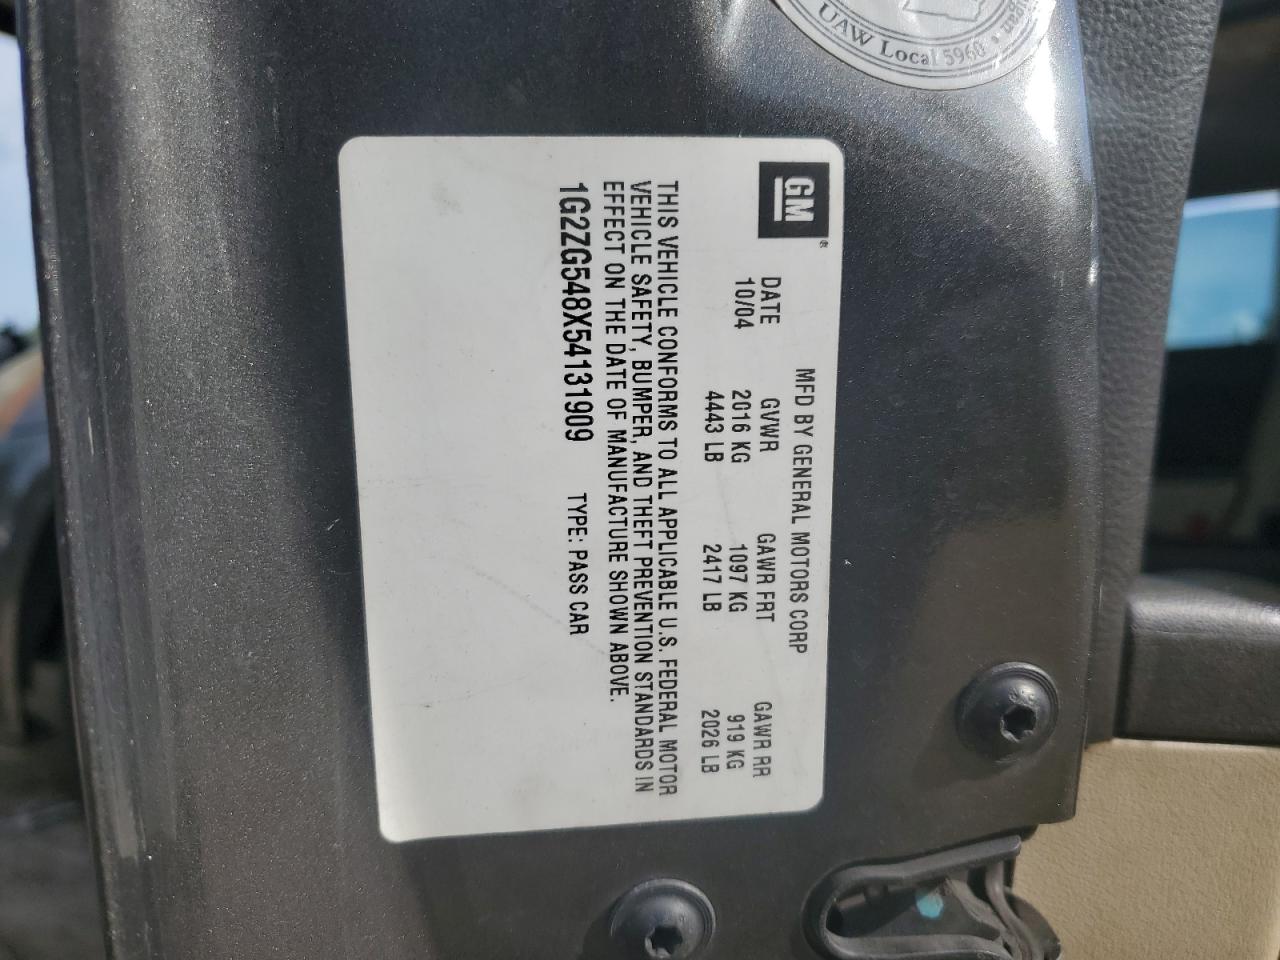 UAW Local 5960 •
GM
®
MFD BY GENERAL MOTORS CORP
DATE GVWR GAWR FRT GAWR RR
10/04 2016 KG 1097 KG 919 KG
4443 LB 2417 LB 2026 LB
THIS VEHICLE CONFORMS TO ALL APPLICABLE U.S. FEDERAL MOTOR
VEHICLE SAFETY, BUMPER, AND THEFT PREVENTION STANDARDS IN
EFFECT ON THE DATE OF MANUFACTURE SHOWN ABOVE.
1G2ZG548X54131909 TYPE: PASS CAR